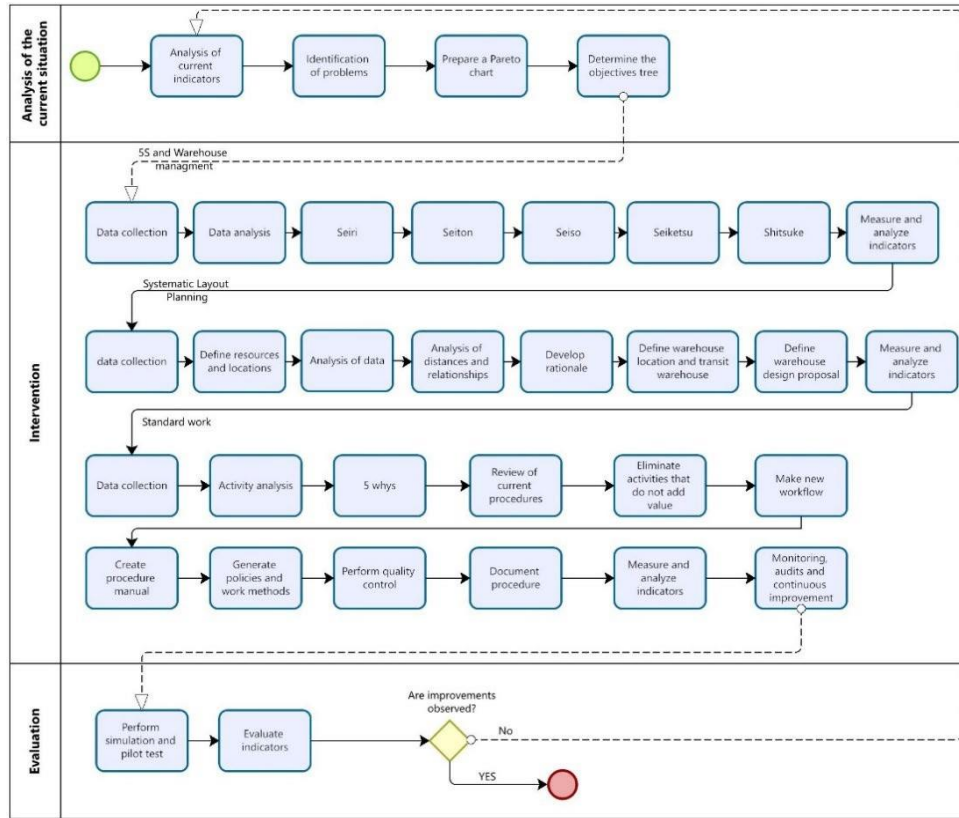 Analysis of the
current situation
Analysis of
current
indicators
Identification
of problems
Prepare a Pareto
chart
Determine the
objectives tree
Intervention
5S and Warehouse
managment
Data collection
Data analysis
Seiri
Seiton
Seiso
Seiketsu
Shitsuke
Measure and
analyze
indicators
Systematic Layout
Planning
data collection
Define resources
and locations
Analysis of data
Analysis of
distances and
relationships
Develop
rationale
Define warehouse
location and transit
warehouse
Define
warehouse
design proposal
Measure and
analyze
indicators
Standard work
Data collection
Activity analysis
5 whys
Review of
current
procedures
Eliminate
activities that
do not add
value
Make new
workflow
Create
procedure
manual
Generate
policies and
work methods
Perform quality
control
Document
procedure
Measure and
analyze
indicators
Monitoring,
audits and
continuous
improvement
Evaluation
Perform
simulation and
pilot test
Evaluate
indicators
Are improvements
observed?
No
YES